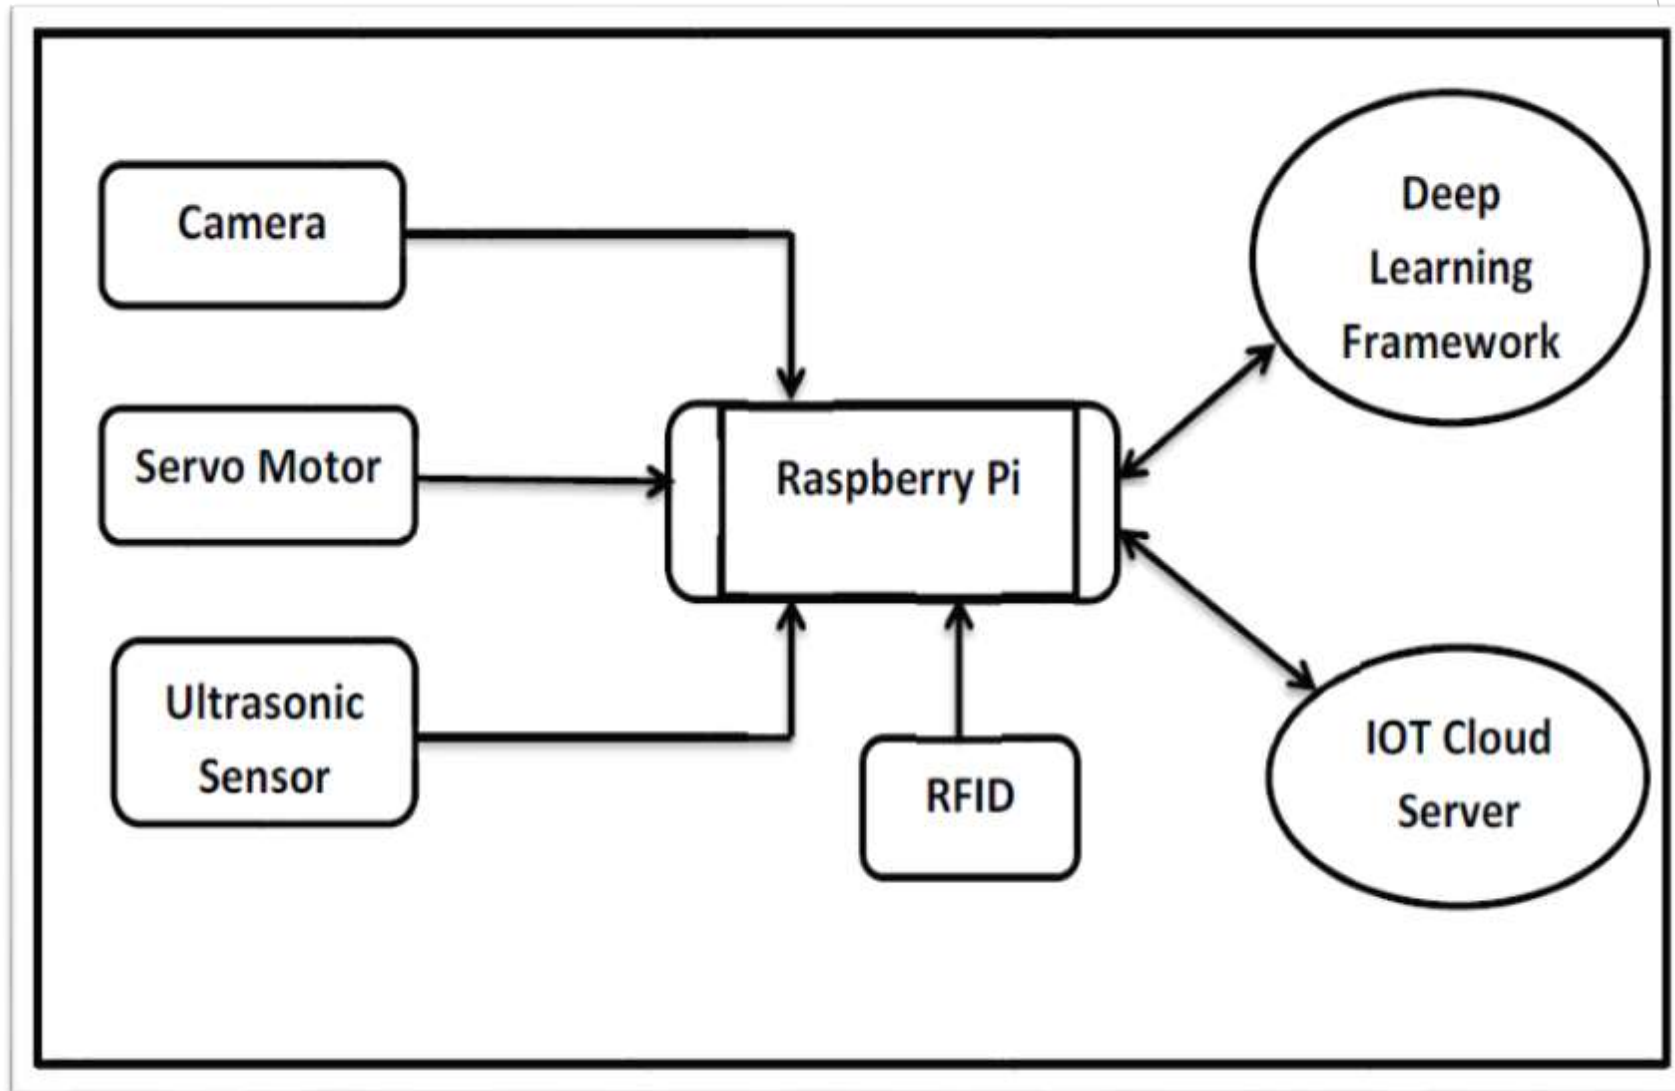 Camera
Servo Motor
Ultrasonic
Sensor
Raspberry Pi
RFID
Deep
Learning
Framework
IOT Cloud
Server